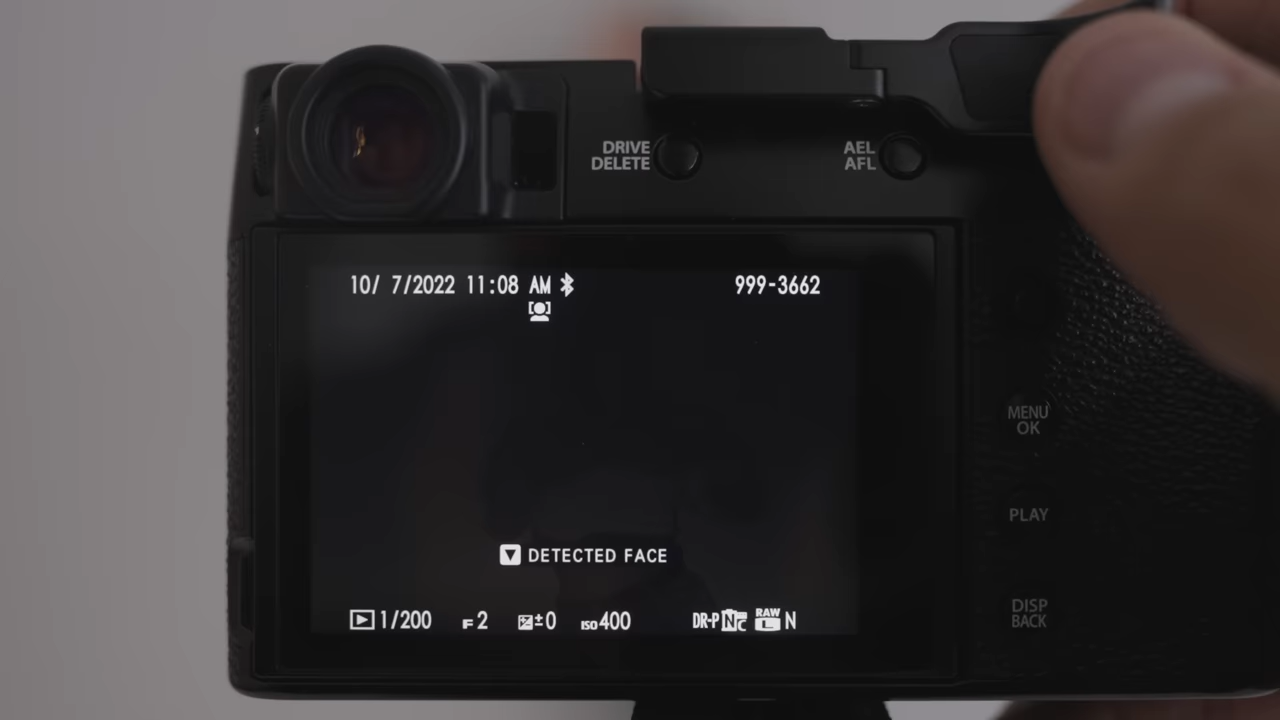 DRIVE
DELETE
AEL
AFL
10/ 7/2022 11:08 AM
999-3662
MENU
OK
PLAY
DETECTED FACE
1/200 F2 ±0 ISO400 DR-P Nc RAW L N
DISP
BACK